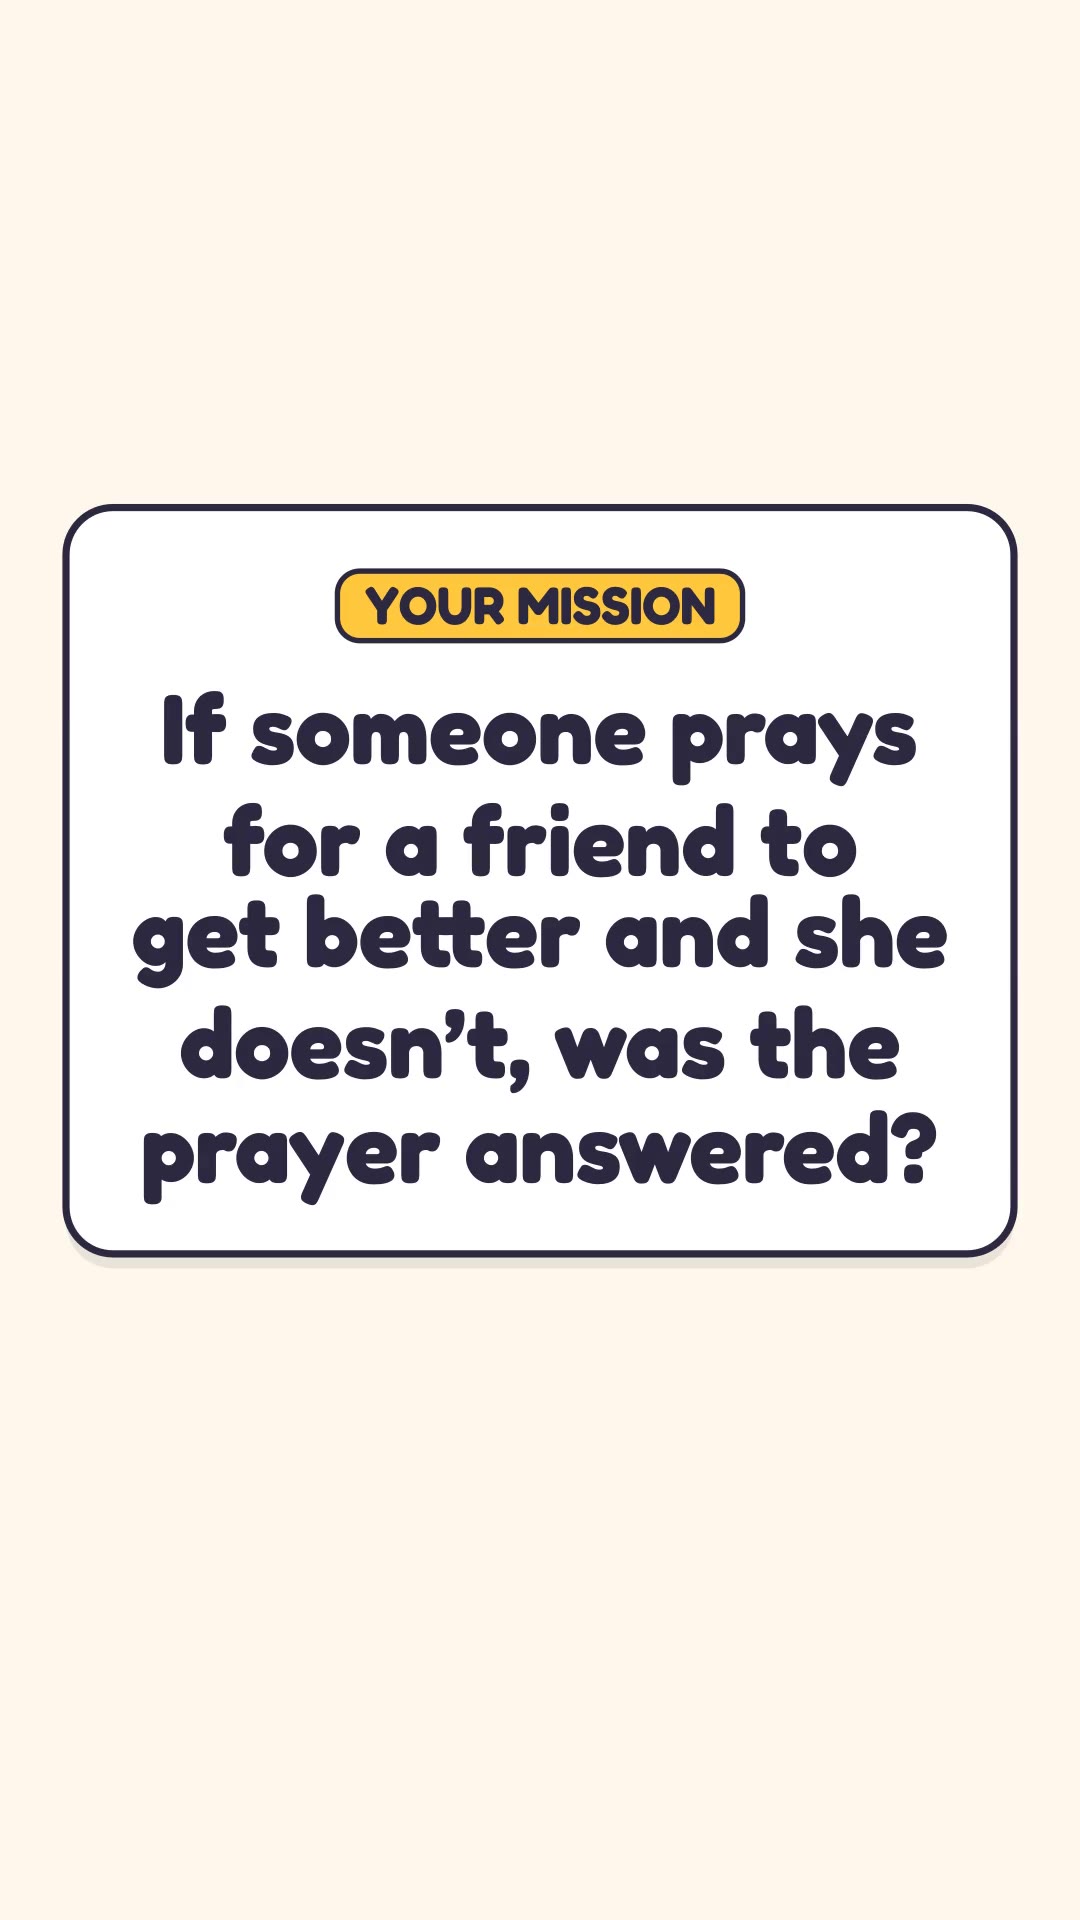 YOUR MISSION
If someone prays
for a friend to
get better and she
doesn’t, was the
prayer answered?